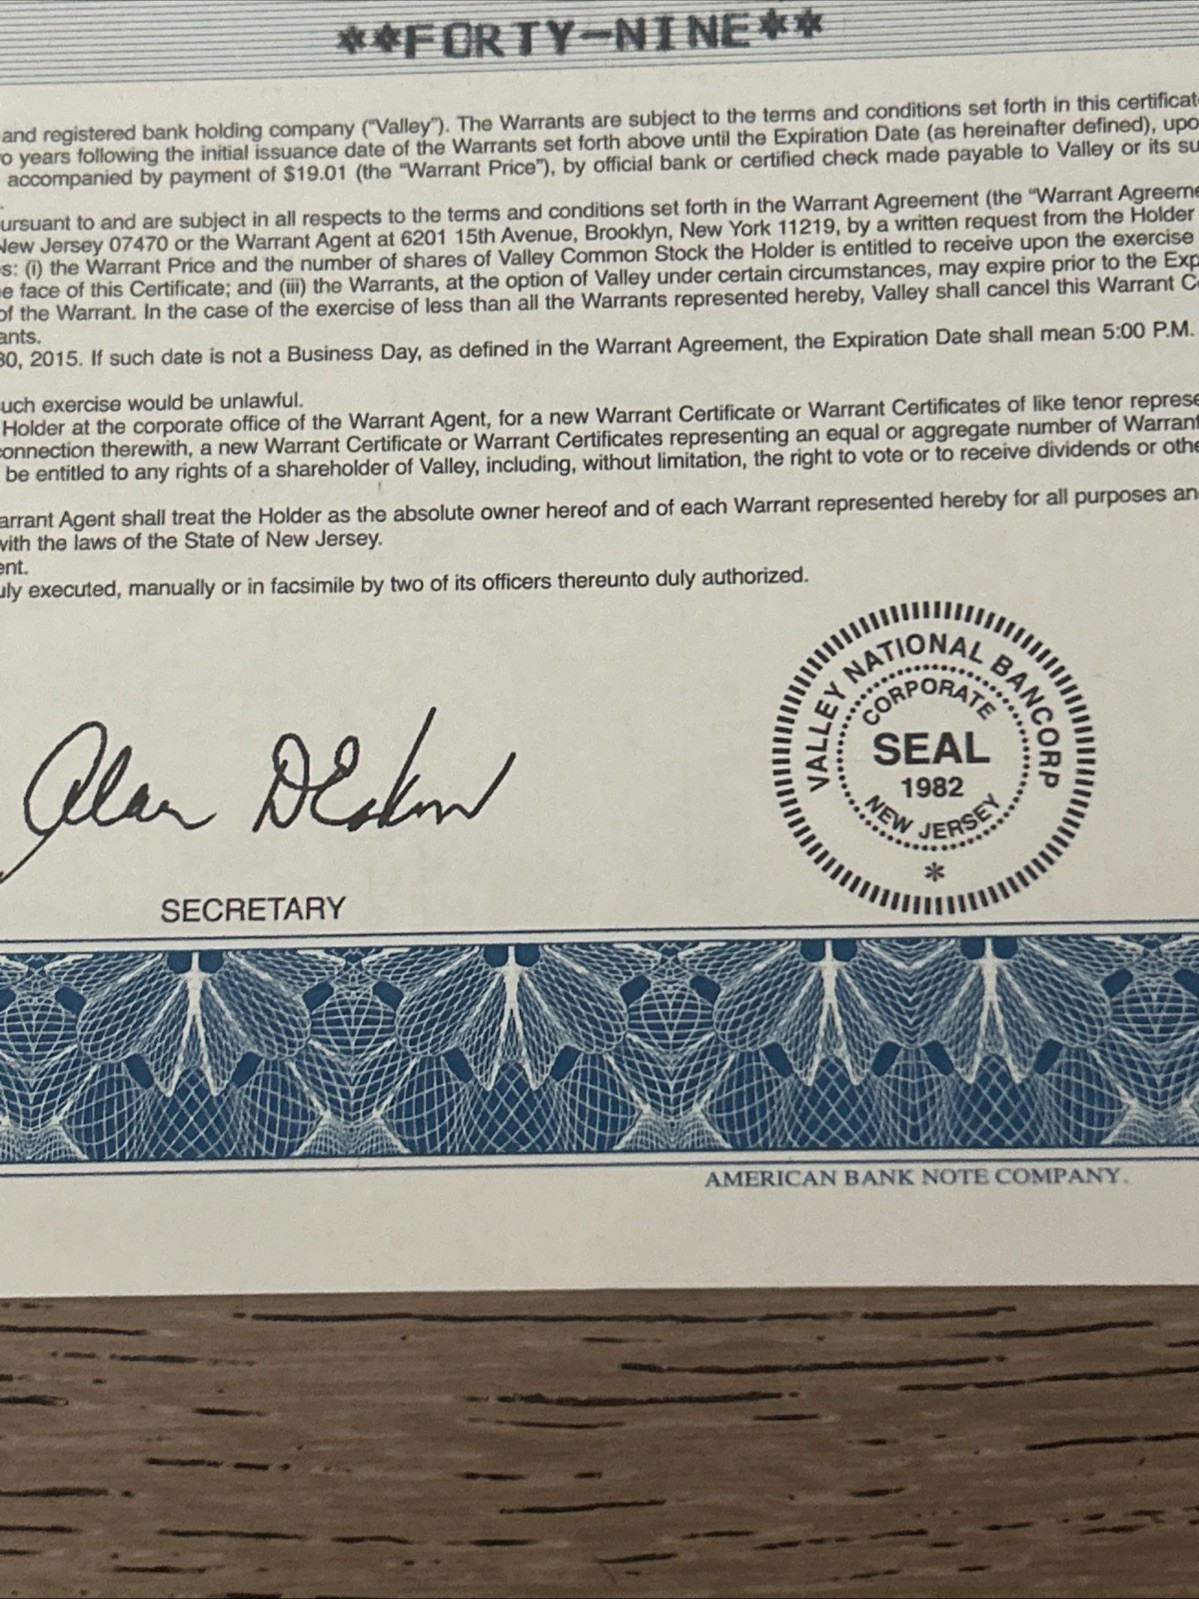 **FORTY-NINE**
and registered bank holding company ("Valley"). The Warrants are subject to the terms and conditions set forth in this certificat
o years following the initial issuance date of the Warrants set forth above until the Expiration Date (as hereinafter defined), upo
accompanied by payment of $19.01 (the "Warrant Price"), by official bank or certified check made payable to Valley or its su
ursuant to and are subject in all respects to the terms and conditions set forth in the Warrant Agreement (the "Warrant Agreeme
New Jersey 07470 or the Warrant Agent at 6201 15th Avenue, Brooklyn, New York 11219, by a written request from the Holder
s: (i) the Warrant Price and the number of shares of Valley Common Stock the Holder is entitled to receive upon the exercise
e face of this Certificate; and (iii) the Warrants, at the option of Valley under certain circumstances, may expire prior to the Exp
of the Warrant. In the case of the exercise of less than all the Warrants represented hereby, Valley shall cancel this Warrant C
ants.
30, 2015. If such date is not a Business Day, as defined in the Warrant Agreement, the Expiration Date shall mean 5:00 P.M.
uch exercise would be unlawful.
Holder at the corporate office of the Warrant Agent, for a new Warrant Certificate or Warrant Certificates of like tenor represe
connection therewith, a new Warrant Certificate or Warrant Certificates representing an equal or aggregate number of Warrant
be entitled to any rights of a shareholder of Valley, including, without limitation, the right to vote or to receive dividends or othe
arrant Agent shall treat the Holder as the absolute owner hereof and of each Warrant represented hereby for all purposes an
with the laws of the State of New Jersey.
ent.
uly executed, manually or in facsimile by two of its officers thereunto duly authorized.
VALLEY NATIONAL BANCORP
CORPORATE
SEAL
1982
NEW JERSEY
*
Alan D Eskow
SECRETARY
AMERICAN BANK NOTE COMPANY.